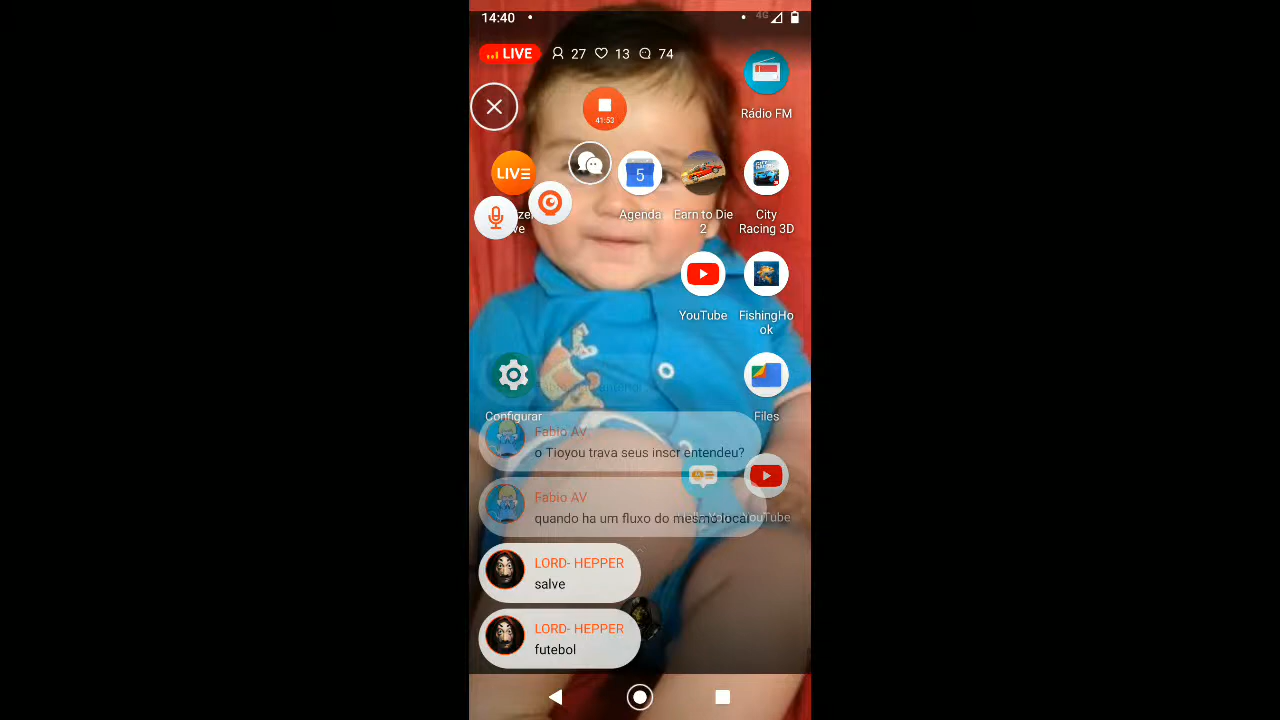 14:40
4G
LIVE 27 13 74
Rádio FM
41:53
LIVE
5
Agenda
Earn to Die
2
City
Racing 3D
YouTube
FishingHo
ok
Configurar
Files
Fabio AV
o Tioyou trava seus inscr entendeu?
Fabio AV
quando ha um fluxo do mesmo local
YouTube
LORD- HEPPER
salve
LORD- HEPPER
futebol